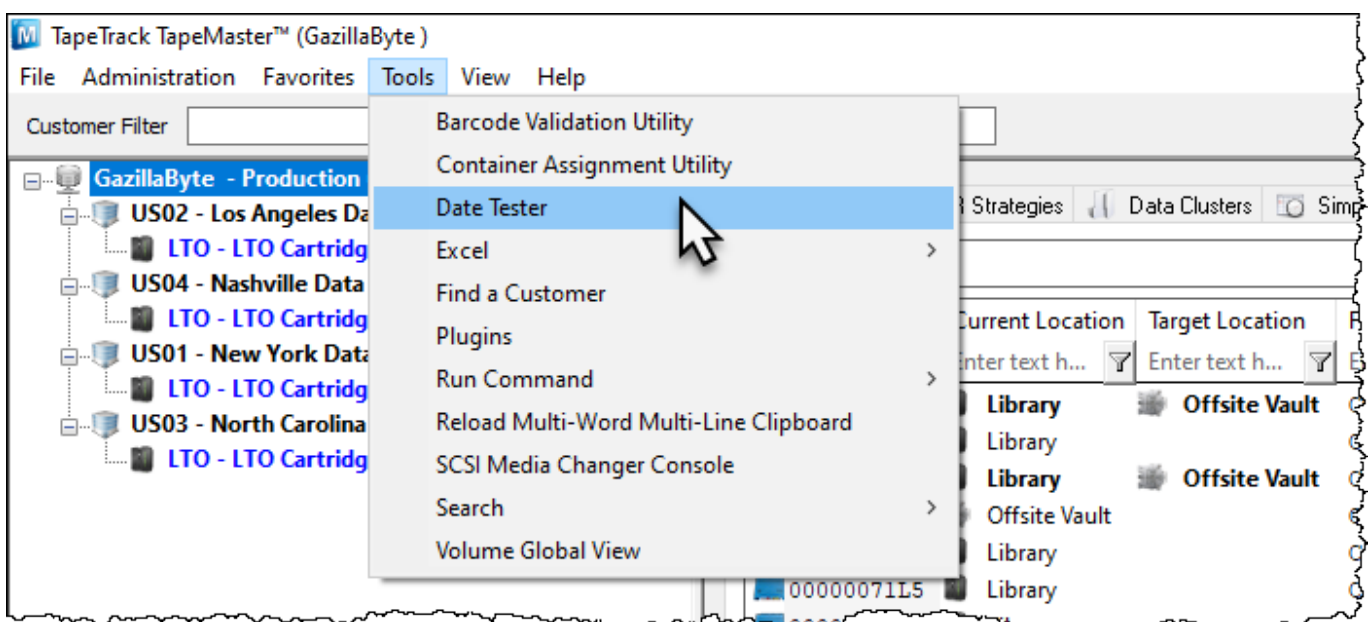 TapeTrack TapeMaster™ (GazillaByte )
File Administration Favorites Tools View Help
Customer Filter
Barcode Validation Utility
Container Assignment Utility
Date Tester
Excel
Find a Customer
Plugins
Run Command
Reload Multi-Word Multi-Line Clipboard
SCSI Media Changer Console
Search
Volume Global View
GazillaByte - Production
US02 - Los Angeles Da
LTO - LTO Cartridg
US04 - Nashville Data
LTO - LTO Cartridg
US01 - New York Data
LTO - LTO Cartridg
US03 - North Carolina
LTO - LTO Cartridg
Strategies Data Clusters Simp
Current Location Target Location
Enter text h... Enter text h...
Library Offsite Vault
Library
Library Offsite Vault
Offsite Vault
Library
00000071L5 Library